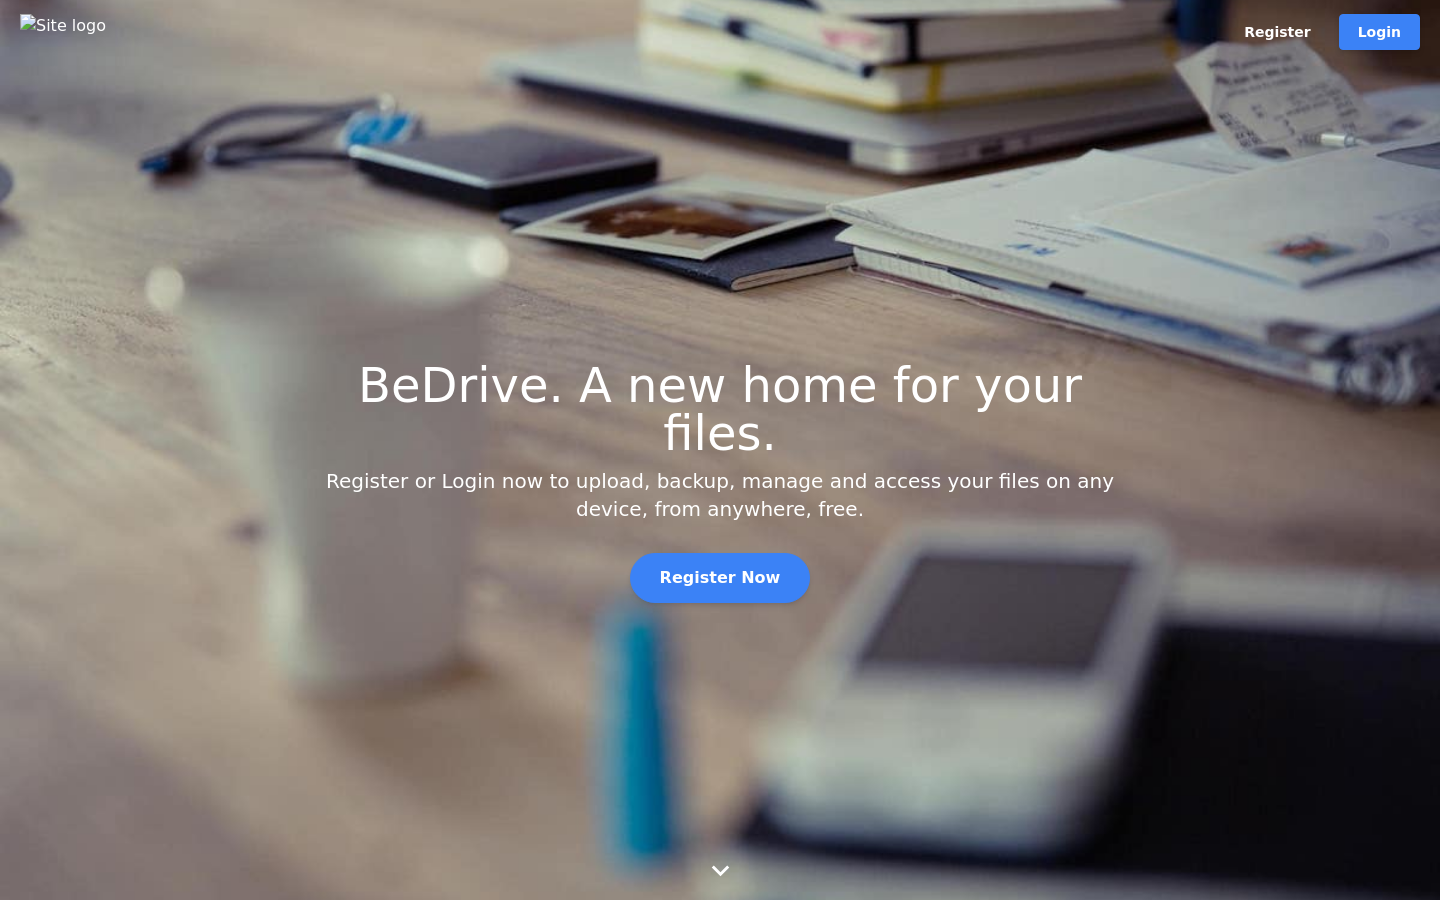 Site logo
Register
Login
BeDrive. A new home for your
files.
Register or Login now to upload, backup, manage and access your files on any
device, from anywhere, free.
Register Now